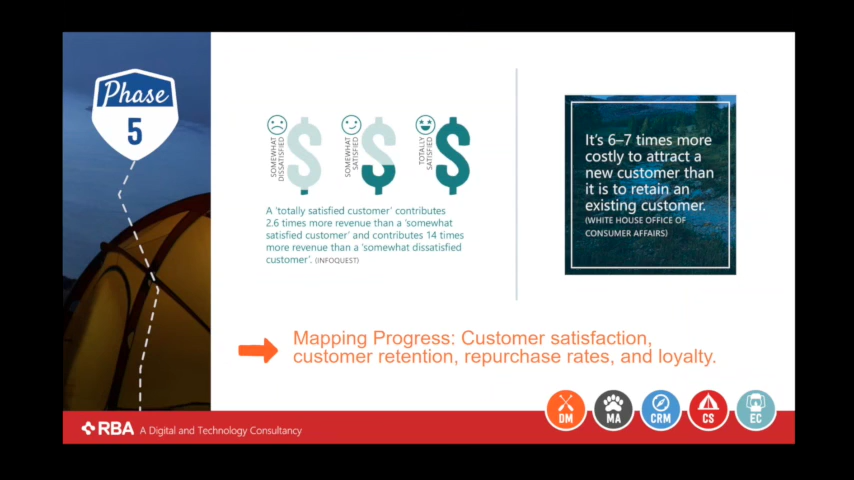 Phase
5
SOMEWHAT
DISSATISFIED
SOMEWHAT
SATISFIED
TOTALLY
SATISFIED
A 'totally satisfied customer' contributes
2.6 times more revenue than a 'somewhat
satisfied customer' and contributes 14 times
more revenue than a 'somewhat dissatisfied
customer'. (INFOQUEST)
It's 6–7 times more
costly to attract a
new customer than
it is to retain an
existing customer.
(WHITE HOUSE OFFICE OF
CONSUMER AFFAIRS)
Mapping Progress: Customer satisfaction,
customer retention, repurchase rates, and loyalty.
DM
MA
CRM
CS
EC
RBA A Digital and Technology Consultancy